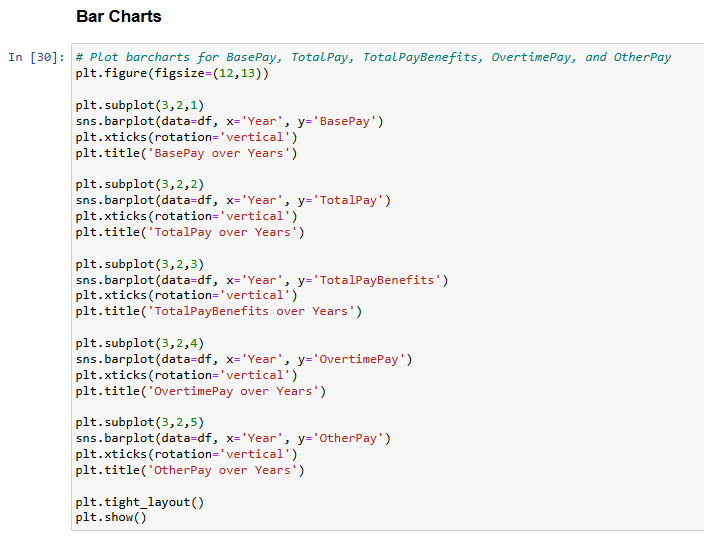 Bar Charts
In [30]: # Plot barcharts for BasePay, TotalPay, TotalPayBenefits, OvertimePay, and OtherPay
plt.figure(figsize=(12,13))
plt.subplot(3,2,1)
sns.barplot(data=df, x='Year', y='BasePay')
plt.xticks(rotation='vertical')
plt.title('BasePay over Years')
plt.subplot(3,2,2)
sns.barplot(data=df, x='Year', y='TotalPay')
plt.xticks(rotation='vertical')
plt.title('TotalPay over Years')
plt.subplot(3,2,3)
sns.barplot(data=df, x='Year', y='TotalPayBenefits')
plt.xticks(rotation='vertical')
plt.title('TotalPayBenefits over Years')
plt.subplot(3,2,4)
sns.barplot(data=df, x='Year', y='OvertimePay')
plt.xticks(rotation='vertical')
plt.title('OvertimePay over Years')
plt.subplot(3,2,5)
sns.barplot(data=df, x='Year', y='OtherPay')
plt.xticks(rotation='vertical')
plt.title('OtherPay over Years')
plt.tight_layout()
plt.show()